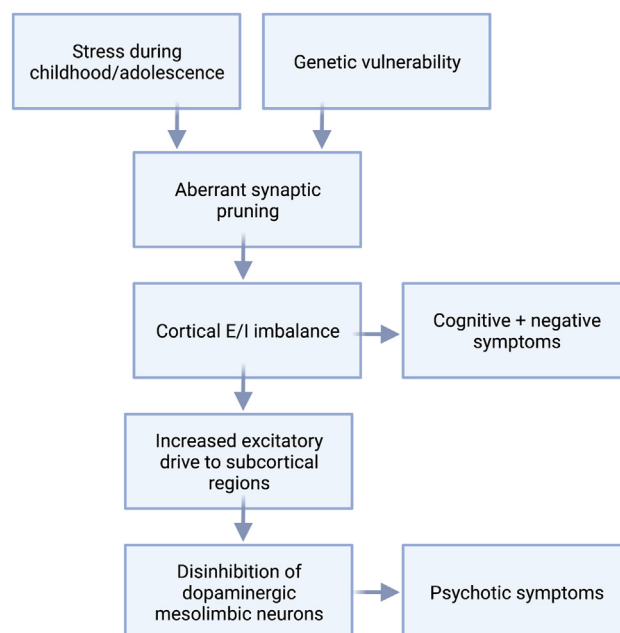 Stress during
childhood/adolescence
Genetic vulnerability
Aberrant synaptic
pruning
Cortical E/I imbalance
Cognitive + negative
symptoms
Increased excitatory
drive to subcortical
regions
Disinhibition of
dopaminergic
mesolimbic neurons
Psychotic symptoms